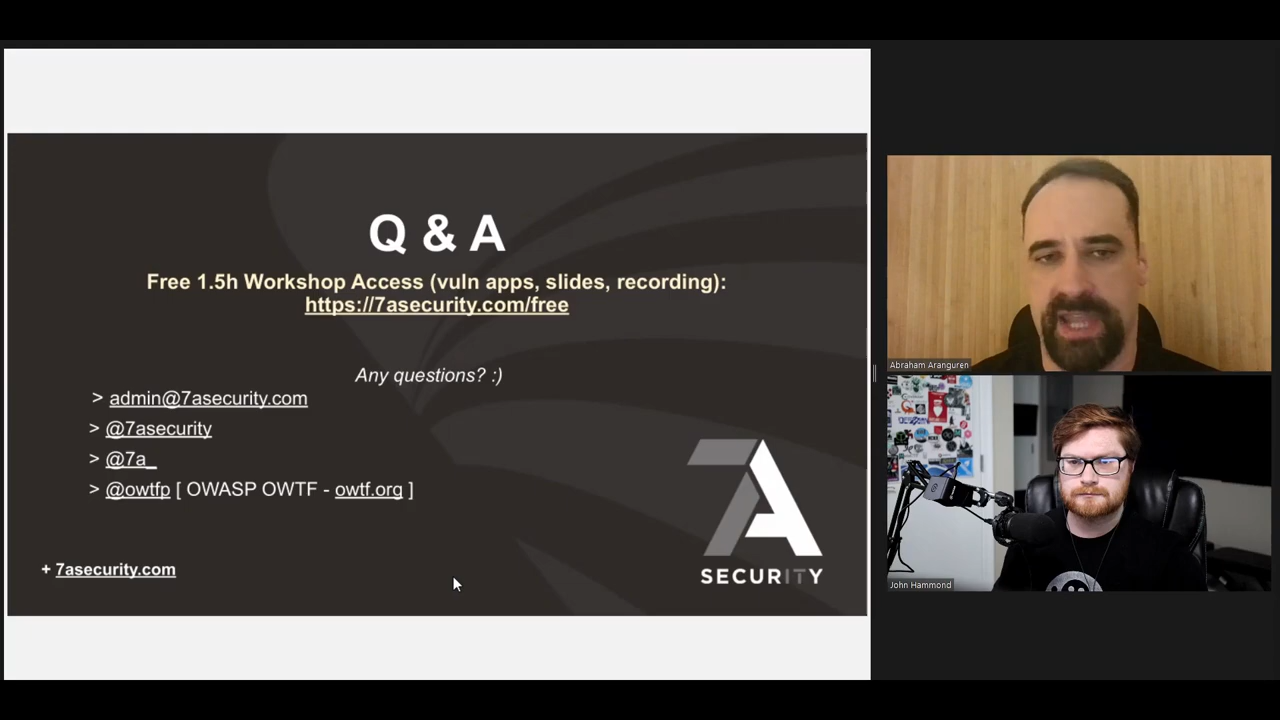 Q & A
Free 1.5h Workshop Access (vuln apps, slides, recording):
https://7asecurity.com/free
Any questions? :)
> admin@7asecurity.com
> @7asecurity
> @7a_
> @owtfp [ OWASP OWTF - owtf.org ]
+ 7asecurity.com
7A
SECURITY
Abraham Aranguren
John Hammond